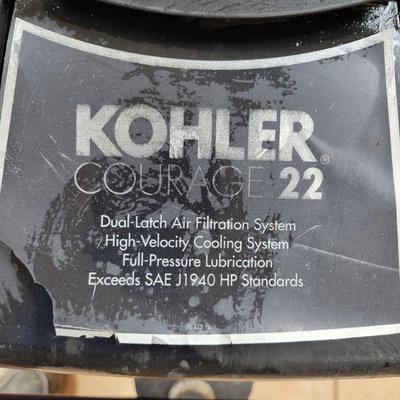 KOHLER®
COURAGE 22
Dual-Latch Air Filtration System
High-Velocity Cooling System
Full-Pressure Lubrication
Exceeds SAE J1940 HP Standards